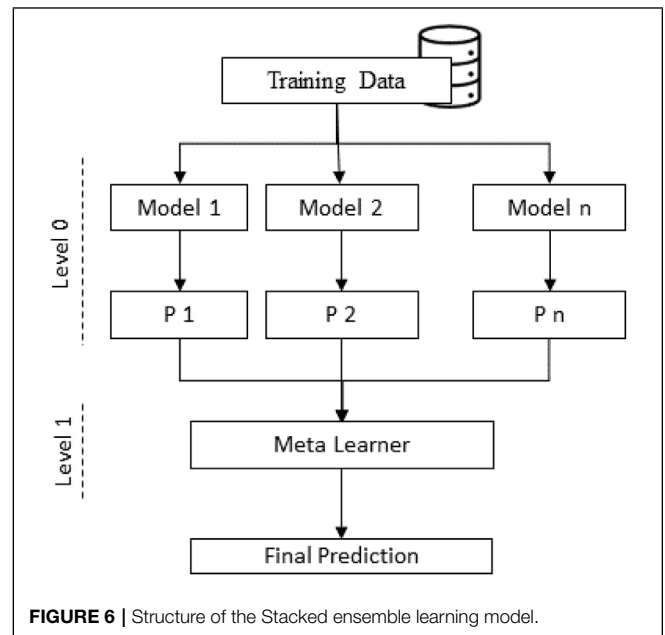 Training Data
Level 0
Model 1 Model 2 Model n
P 1 P 2 P n
Level 1
Meta Learner
Final Prediction
FIGURE 6 | Structure of the Stacked ensemble learning model.